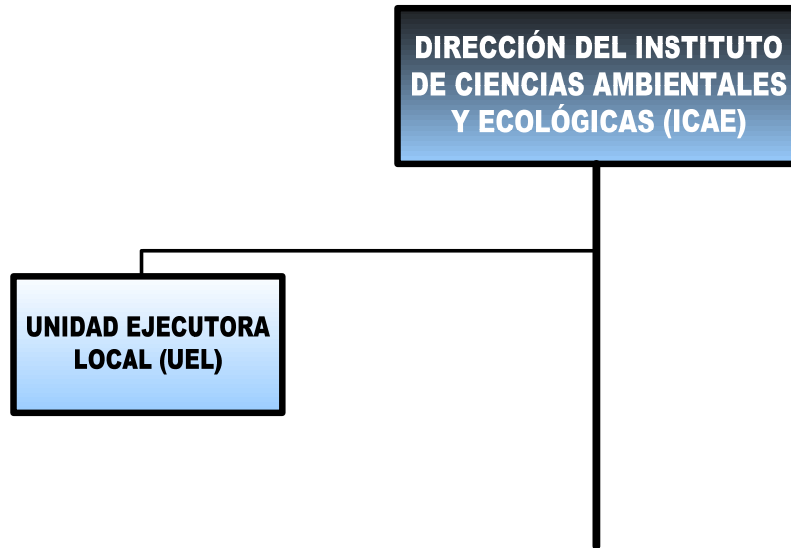 DIRECCIÓN DEL INSTITUTO
DE CIENCIAS AMBIENTALES
Y ECOLÓGICAS (ICAE)
UNIDAD EJECUTORA
LOCAL (UEL)